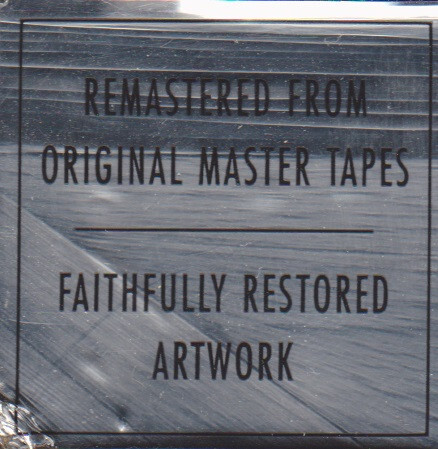 REMASTERED FROM
ORIGINAL MASTER TAPES
FAITHFULLY RESTORED
ARTWORK